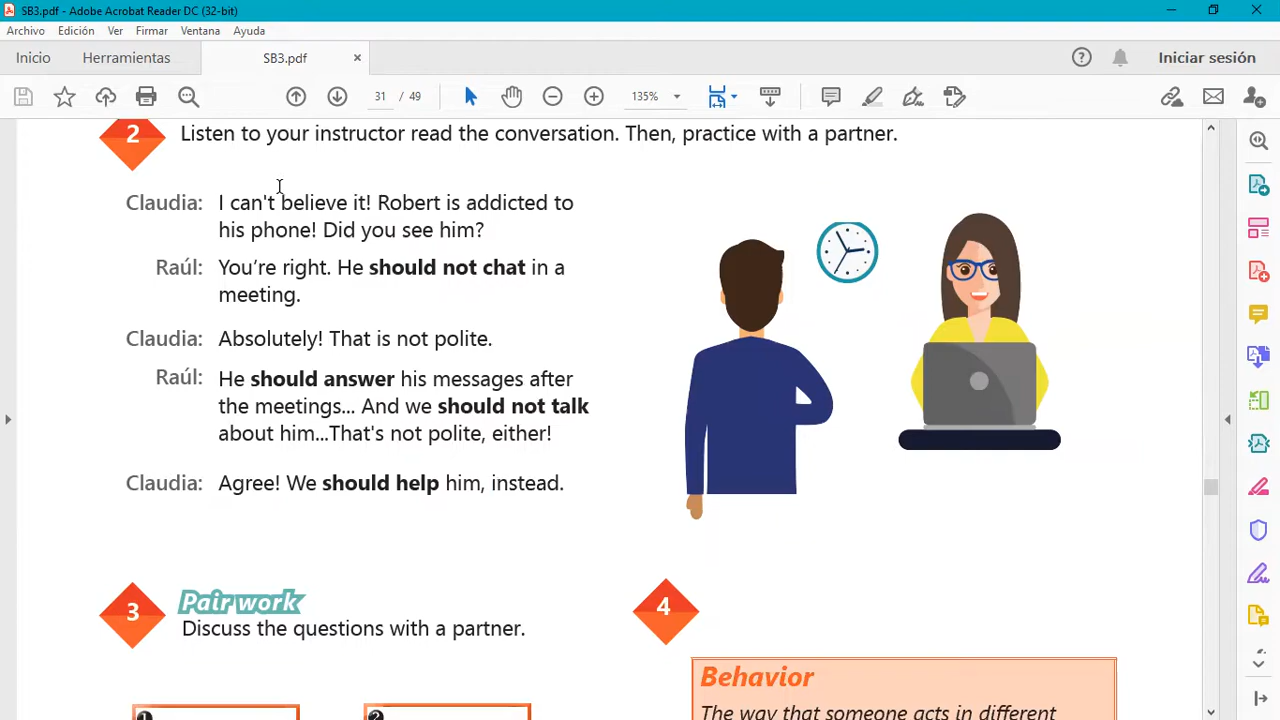 SB3.pdf - Adobe Acrobat Reader DC (32-bit)
Archivo Edición Ver Firmar Ventana Ayuda
Inicio Herramientas SB3.pdf × Iniciar sesión
31 / 49 135%
2 Listen to your instructor read the conversation. Then, practice with a partner.
Claudia: I can't believe it! Robert is addicted to
his phone! Did you see him?
Raúl: You’re right. He should not chat in a
meeting.
Claudia: Absolutely! That is not polite.
Raúl: He should answer his messages after
the meetings... And we should not talk
about him...That's not polite, either!
Claudia: Agree! We should help him, instead.
3 Pair work
Discuss the questions with a partner.
1 2
4
Behavior
The way that someone acts in different